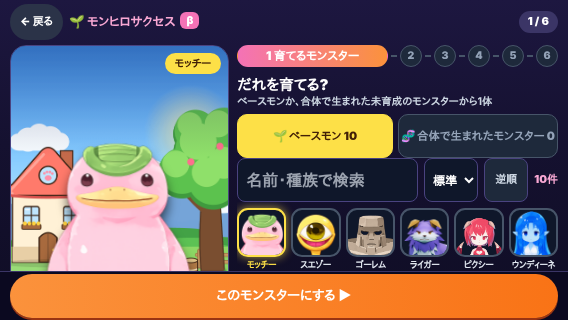 ← 戻る
🌱 モンヒロサクセス β
1 / 6
モッチー
1 育てるモンスター
2
3
4
5
6
だれを育てる?
ベースモンか、合体で生まれた未育成のモンスターから1体
🌱 ベースモン 10
🧬 合体で生まれたモンスター 0
名前・種族で検索
標準
逆順
10件
モッチー
スエゾー
ゴーレム
ライガー
ピクシー
ウンディーネ
このモンスターにする ▶